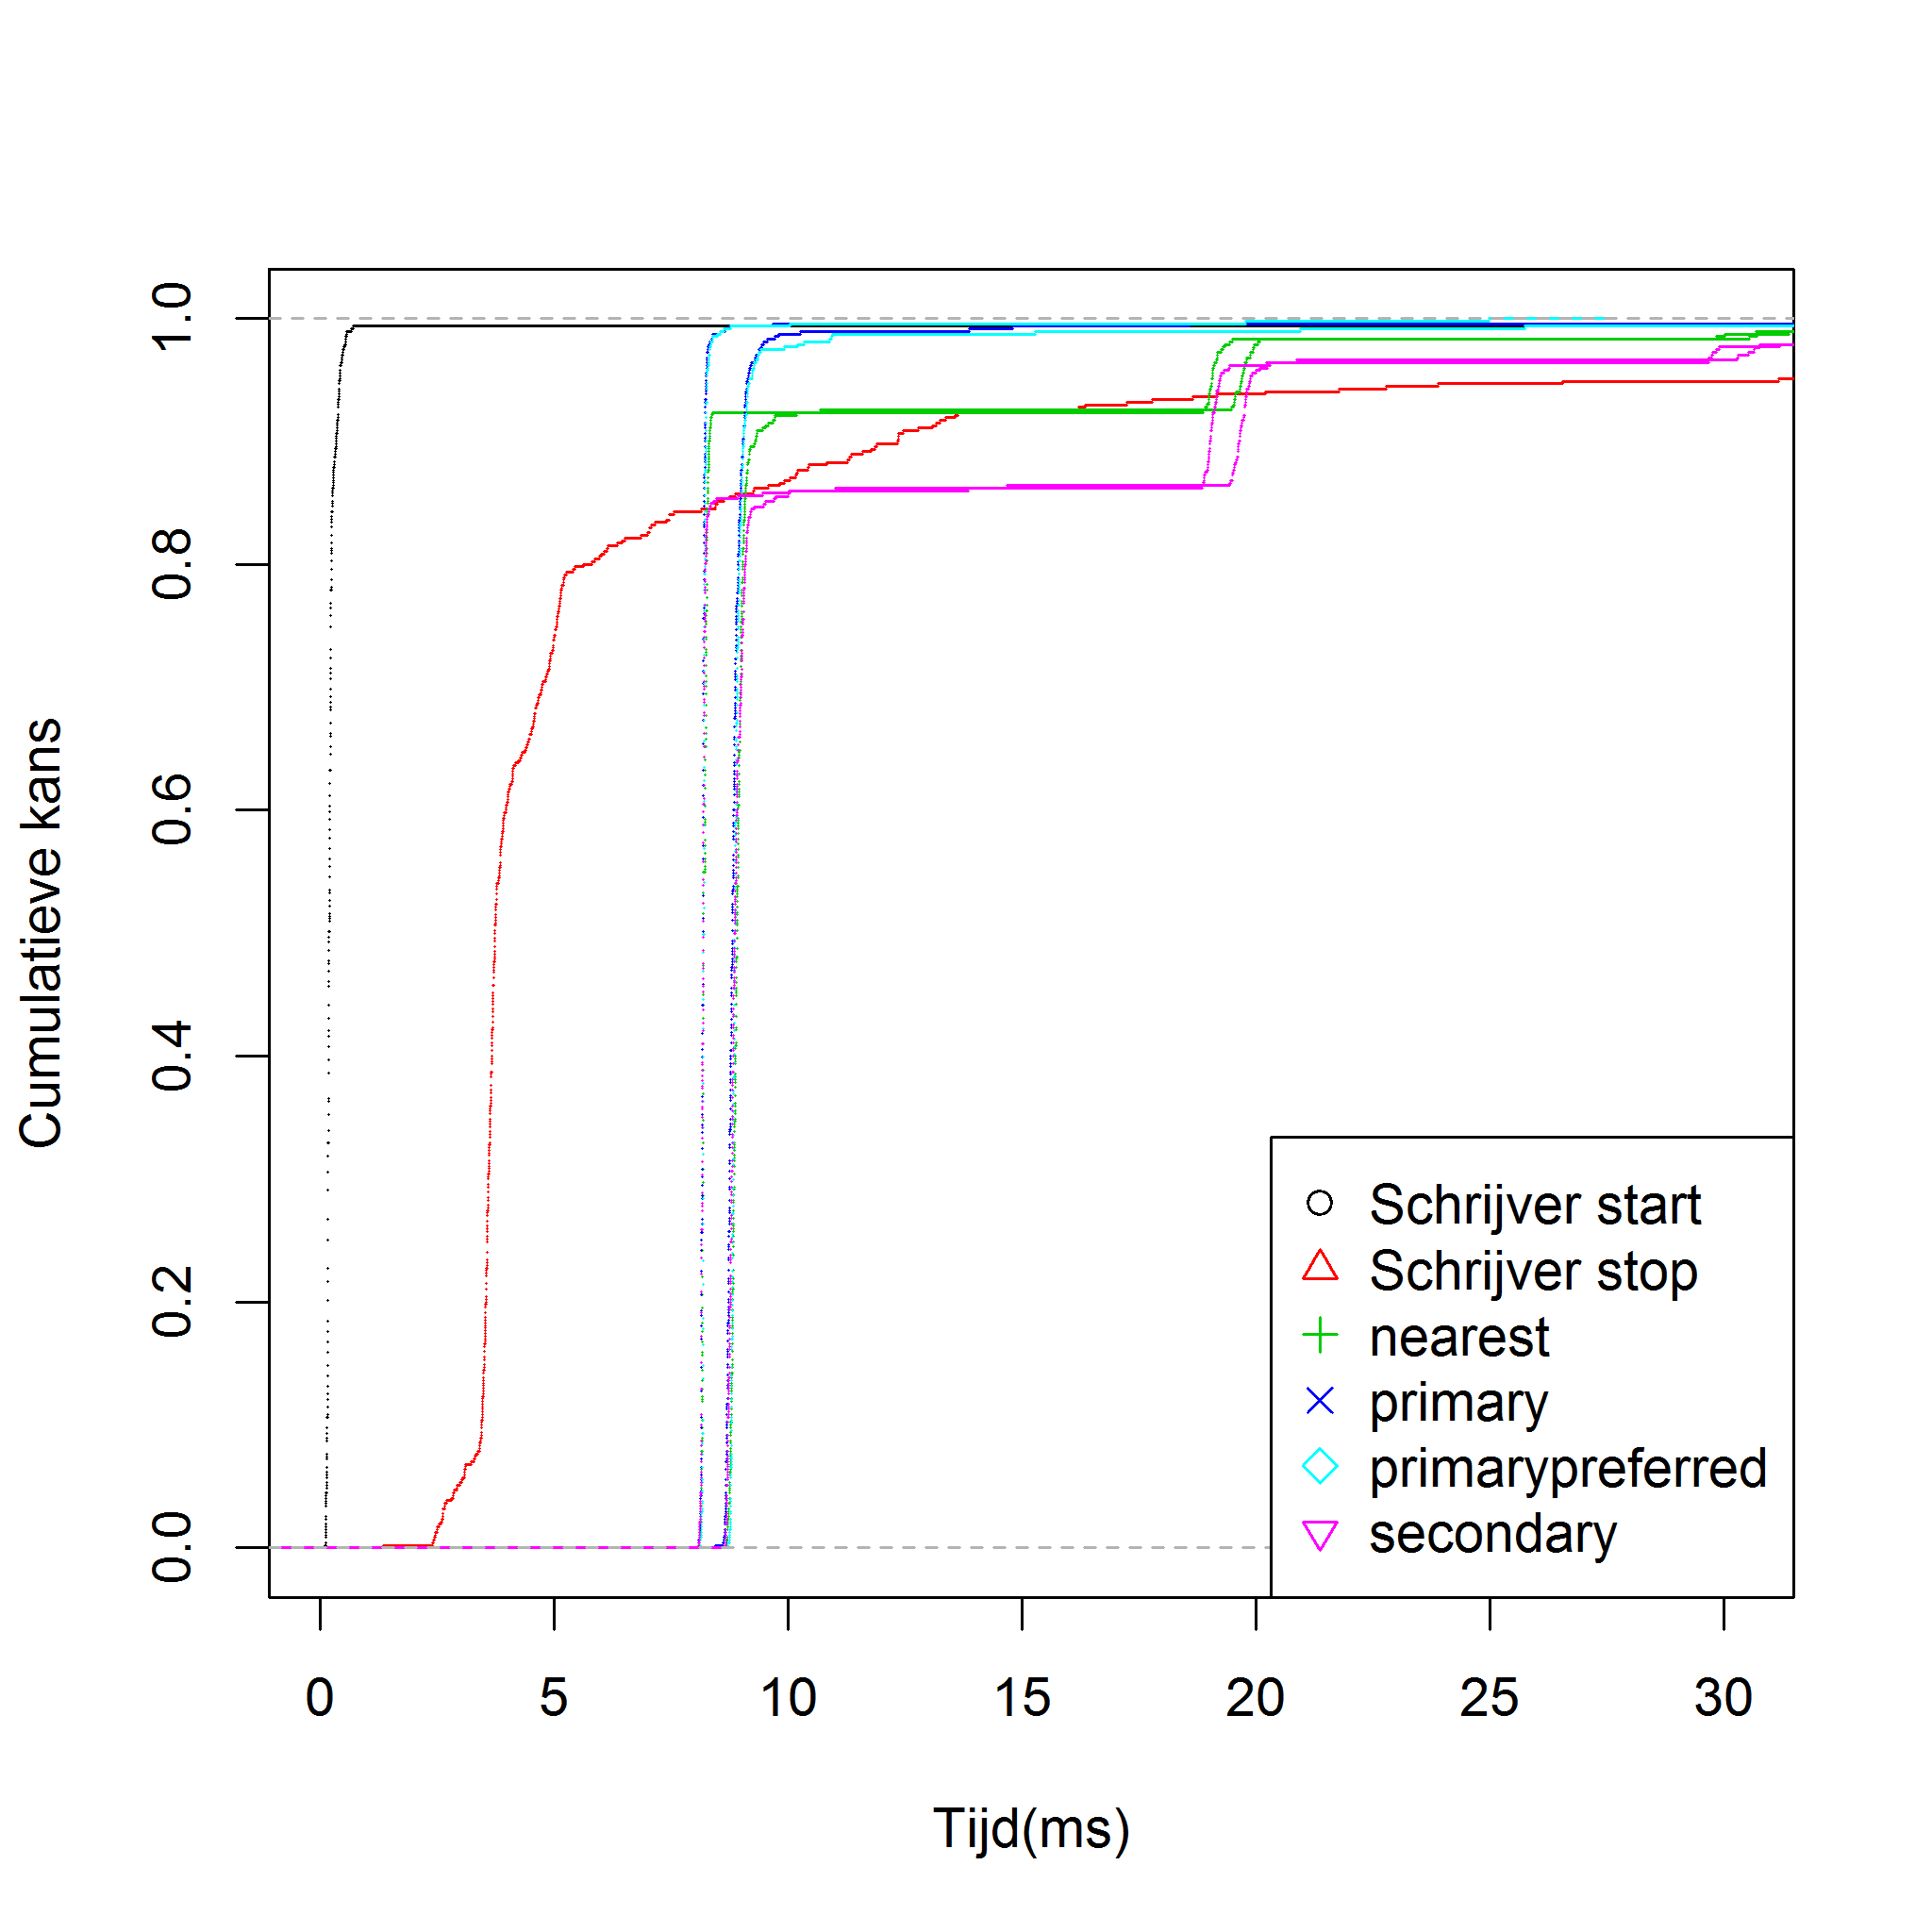 Cumulatieve kans
1.0
0.8
0.6
0.4
0.2
0.0
Schrijver start
Schrijver stop
nearest
primary
primarypreferred
secondary
0 5 10 15 20 25 30
Tijd(ms)